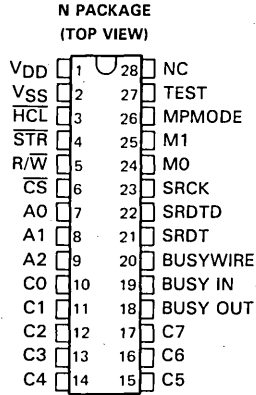 N PACKAGE
(TOP VIEW)
VDD 1 28 NC
VSS 2 27 TEST
HCL 3 26 MPMODE
STR 4 25 M1
R/W 5 24 M0
CS 6 23 SRCK
A0 7 22 SRDTD
A1 8 21 SRDT
A2 9 20 BUSYWIRE
C0 10 19 BUSY IN
C1 11 18 BUSY OUT
C2 12 17 C7
C3 13 16 C6
C4 14 15 C5